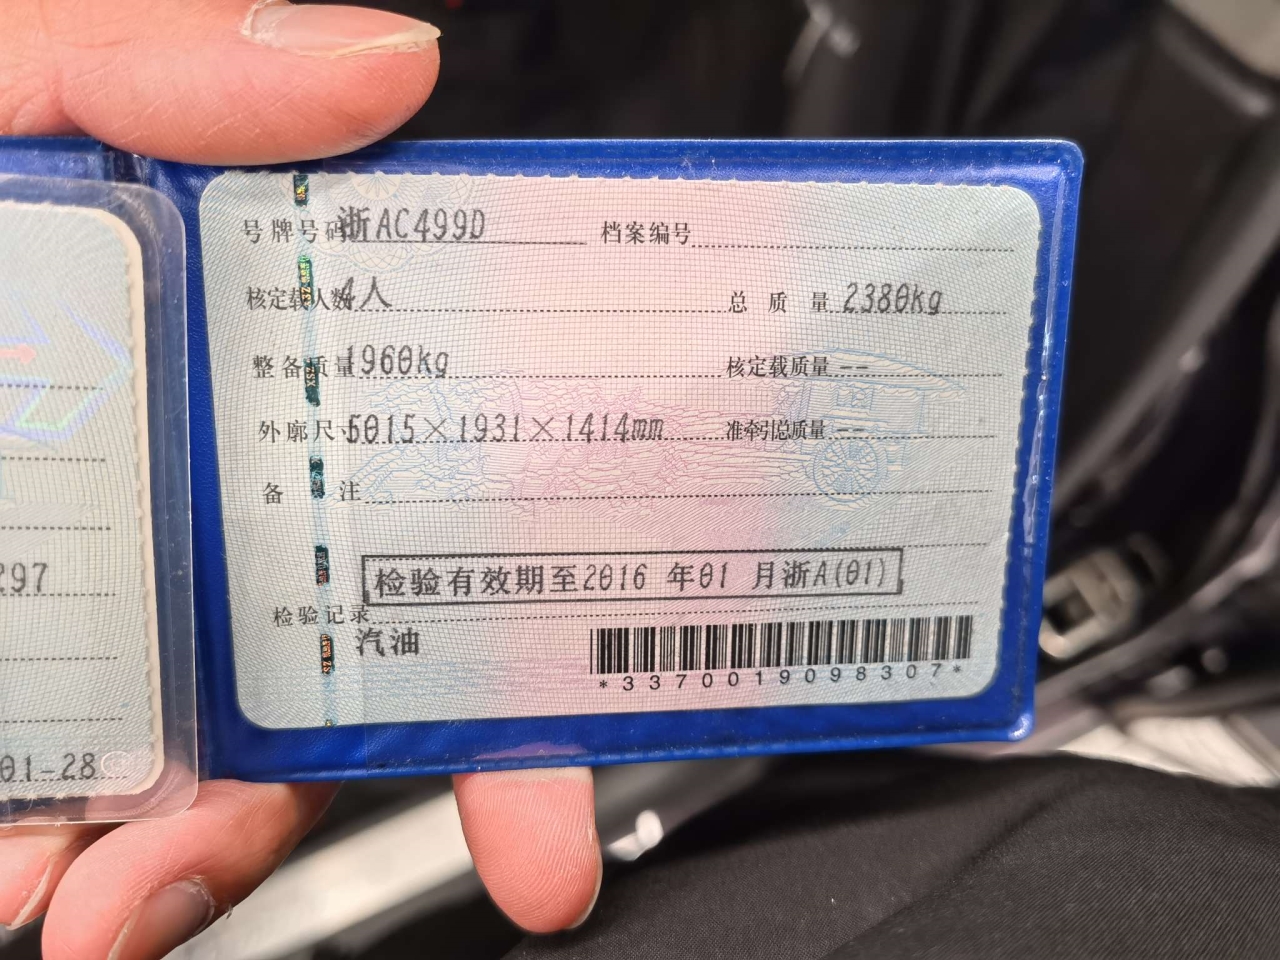 号牌号码 浙AC499D 档案编号
核定载人数 4人 总质量 2380kg
整备质量 1960kg 核定载质量 --
外廓尺寸 5015×1931×1414mm 准牵引总质量 --
备注
检验有效期至2016 年01 月浙A(01)
检验记录
汽油
*3370019098307*
297
01-28